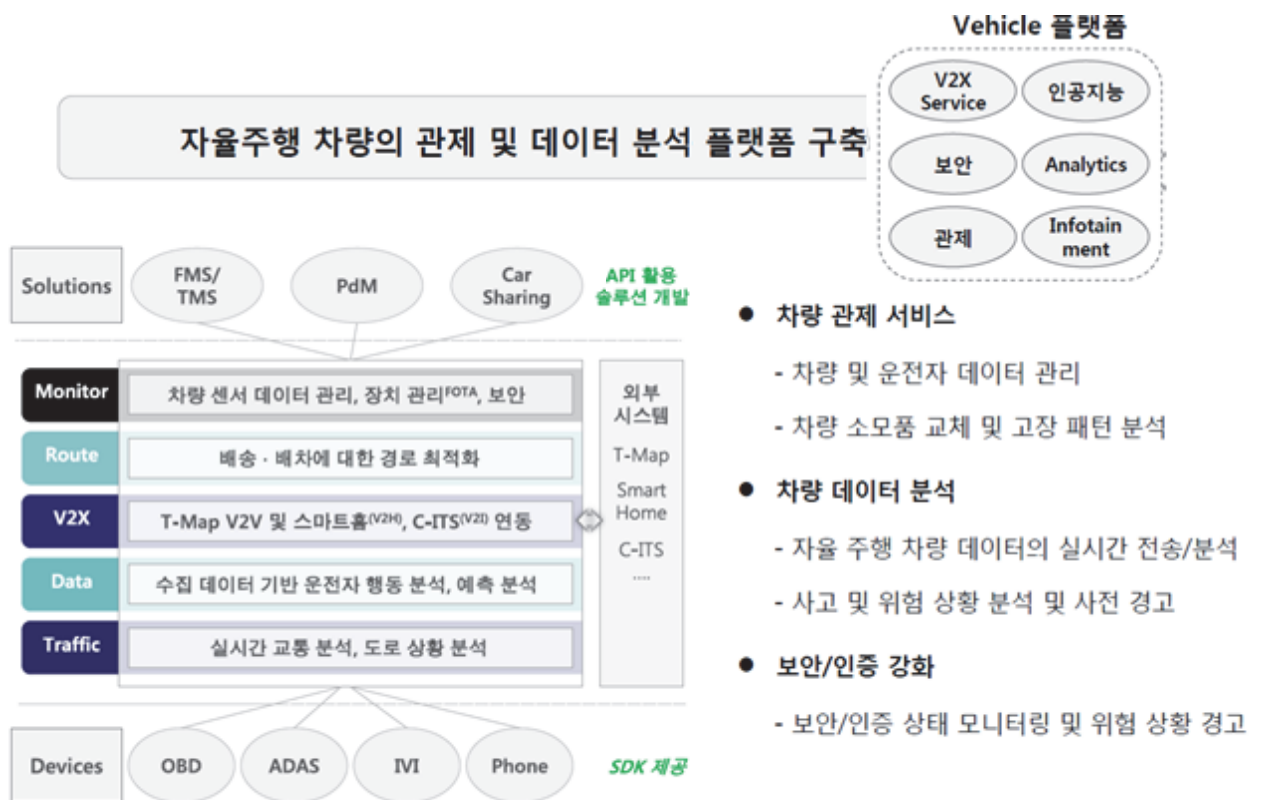 Vehicle 플랫폼
V2X
Service
인공지능
보안
Analytics
관제
Infotain
ment
자율주행 차량의 관제 및 데이터 분석 플랫폼 구축
Solutions
FMS/
TMS
PdM
Car
Sharing
API 활용
솔루션 개발
Monitor
차량 센서 데이터 관리, 장치 관리FOTA, 보안
Route
배송 · 배차에 대한 경로 최적화
V2X
T-Map V2V 및 스마트홈(V2H), C-ITS(V2I) 연동
Data
수집 데이터 기반 운전자 행동 분석, 예측 분석
Traffic
실시간 교통 분석, 도로 상황 분석
외부
시스템
T-Map
Smart
Home
C-ITS
....
Devices
OBD
ADAS
IVI
Phone
SDK 제공
● 차량 관제 서비스
- 차량 및 운전자 데이터 관리
- 차량 소모품 교체 및 고장 패턴 분석
● 차량 데이터 분석
- 자율 주행 차량 데이터의 실시간 전송/분석
- 사고 및 위험 상황 분석 및 사전 경고
● 보안/인증 강화
- 보안/인증 상태 모니터링 및 위험 상황 경고